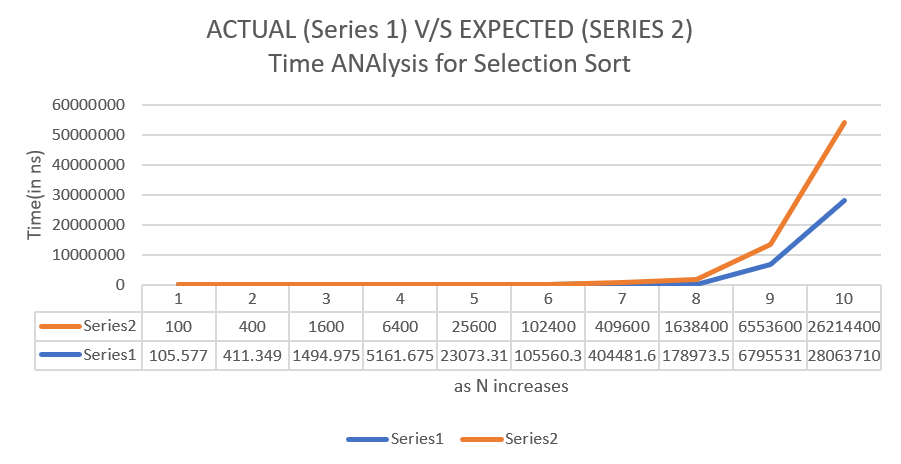 ACTUAL (Series 1) V/S EXPECTED (SERIES 2)
Time ANAlysis for Selection Sort
Time(in ns)
60000000
50000000
40000000
30000000
20000000
10000000
0
1 2 3 4 5 6 7 8 9 10
Series2 100 400 1600 6400 25600 102400 409600 1638400 6553600 26214400
Series1 105.577 411.349 1494.975 5161.675 23073.31 105560.3 404481.6 178973.5 6795531 28063710
as N increases
Series1 Series2